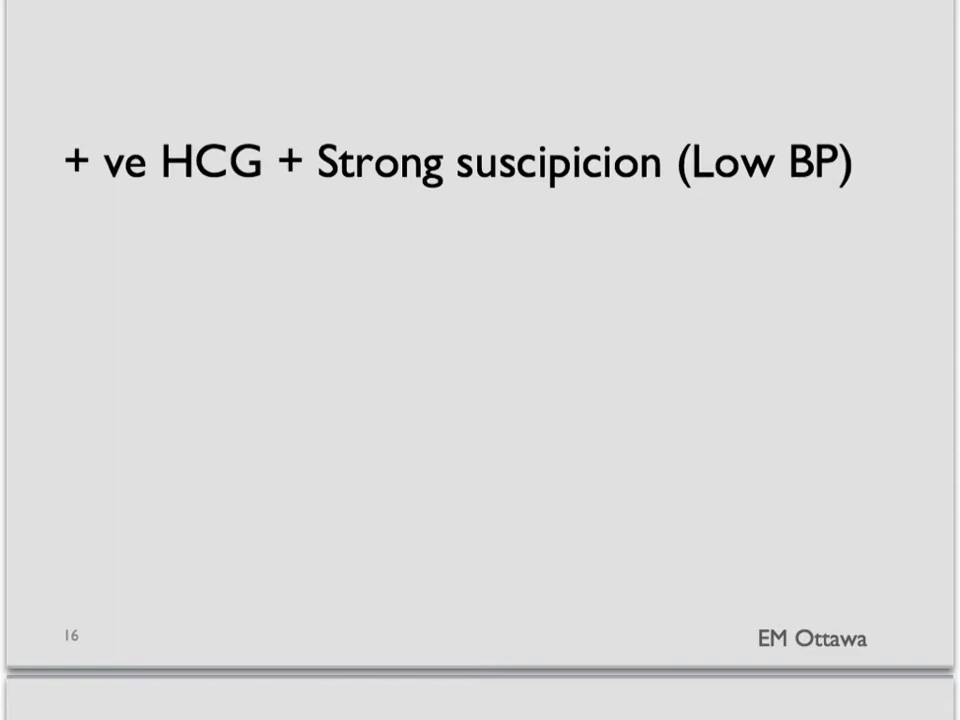 + ve HCG + Strong suscipicion (Low BP)
16
EM Ottawa